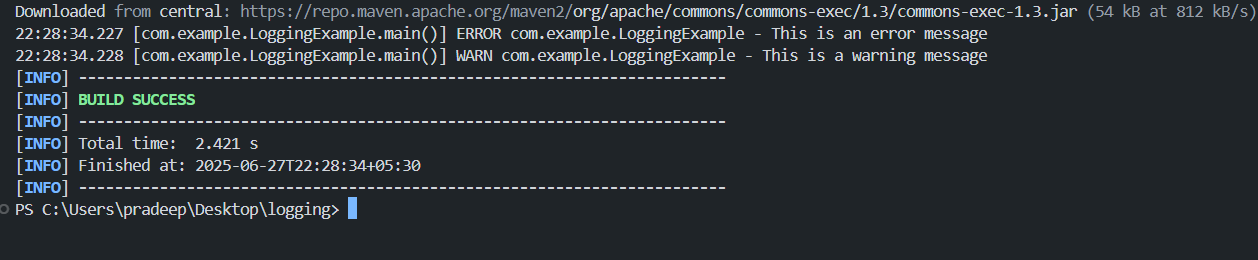 Downloaded from central: https://repo.maven.apache.org/maven2/org/apache/commons/commons-exec/1.3/commons-exec-1.3.jar (54 kB at 812 kB/s)
22:28:34.227 [com.example.LoggingExample.main()] ERROR com.example.LoggingExample - This is an error message
22:28:34.228 [com.example.LoggingExample.main()] WARN com.example.LoggingExample - This is a warning message
[INFO] ------------------------------------------------------------------------
[INFO] BUILD SUCCESS
[INFO] ------------------------------------------------------------------------
[INFO] Total time:  2.421 s
[INFO] Finished at: 2025-06-27T22:28:34+05:30
[INFO] ------------------------------------------------------------------------
PS C:\Users\pradeep\Desktop\logging>